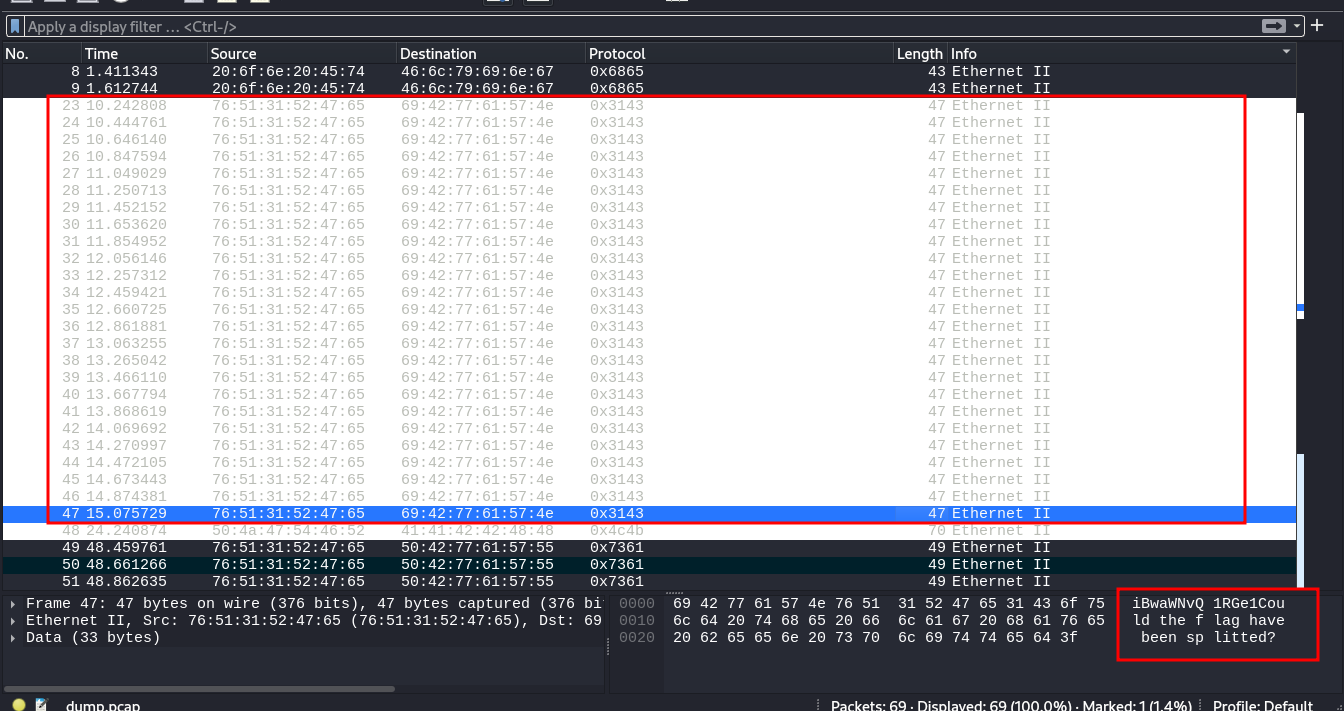 Apply a display filter … <Ctrl-/>
No. Time Source Destination Protocol Length Info
8 1.411343 20:6f:6e:20:45:74 46:6c:79:69:6e:67 0x6865 43 Ethernet II
9 1.612744 20:6f:6e:20:45:74 46:6c:79:69:6e:67 0x6865 43 Ethernet II
23 10.242808 76:51:31:52:47:65 69:42:77:61:57:4e 0x3143 47 Ethernet II
24 10.444761 76:51:31:52:47:65 69:42:77:61:57:4e 0x3143 47 Ethernet II
25 10.646140 76:51:31:52:47:65 69:42:77:61:57:4e 0x3143 47 Ethernet II
26 10.847594 76:51:31:52:47:65 69:42:77:61:57:4e 0x3143 47 Ethernet II
27 11.049029 76:51:31:52:47:65 69:42:77:61:57:4e 0x3143 47 Ethernet II
28 11.250713 76:51:31:52:47:65 69:42:77:61:57:4e 0x3143 47 Ethernet II
29 11.452152 76:51:31:52:47:65 69:42:77:61:57:4e 0x3143 47 Ethernet II
30 11.653620 76:51:31:52:47:65 69:42:77:61:57:4e 0x3143 47 Ethernet II
31 11.854952 76:51:31:52:47:65 69:42:77:61:57:4e 0x3143 47 Ethernet II
32 12.056146 76:51:31:52:47:65 69:42:77:61:57:4e 0x3143 47 Ethernet II
33 12.257312 76:51:31:52:47:65 69:42:77:61:57:4e 0x3143 47 Ethernet II
34 12.459421 76:51:31:52:47:65 69:42:77:61:57:4e 0x3143 47 Ethernet II
35 12.660725 76:51:31:52:47:65 69:42:77:61:57:4e 0x3143 47 Ethernet II
36 12.861881 76:51:31:52:47:65 69:42:77:61:57:4e 0x3143 47 Ethernet II
37 13.063255 76:51:31:52:47:65 69:42:77:61:57:4e 0x3143 47 Ethernet II
38 13.265042 76:51:31:52:47:65 69:42:77:61:57:4e 0x3143 47 Ethernet II
39 13.466110 76:51:31:52:47:65 69:42:77:61:57:4e 0x3143 47 Ethernet II
40 13.667794 76:51:31:52:47:65 69:42:77:61:57:4e 0x3143 47 Ethernet II
41 13.868619 76:51:31:52:47:65 69:42:77:61:57:4e 0x3143 47 Ethernet II
42 14.069692 76:51:31:52:47:65 69:42:77:61:57:4e 0x3143 47 Ethernet II
43 14.270997 76:51:31:52:47:65 69:42:77:61:57:4e 0x3143 47 Ethernet II
44 14.472105 76:51:31:52:47:65 69:42:77:61:57:4e 0x3143 47 Ethernet II
45 14.673443 76:51:31:52:47:65 69:42:77:61:57:4e 0x3143 47 Ethernet II
46 14.874381 76:51:31:52:47:65 69:42:77:61:57:4e 0x3143 47 Ethernet II
47 15.075729 76:51:31:52:47:65 69:42:77:61:57:4e 0x3143 47 Ethernet II
48 24.240874 50:4a:47:54:46:52 41:41:42:42:48:48 0x4c4b 70 Ethernet II
49 48.459761 76:51:31:52:47:65 50:42:77:61:57:55 0x7361 49 Ethernet II
50 48.661266 76:51:31:52:47:65 50:42:77:61:57:55 0x7361 49 Ethernet II
51 48.862635 76:51:31:52:47:65 50:42:77:61:57:55 0x7361 49 Ethernet II
Frame 47: 47 bytes on wire (376 bits), 47 bytes captured (376 bi
Ethernet II, Src: 76:51:31:52:47:65 (76:51:31:52:47:65), Dst: 69
Data (33 bytes)
0000 69 42 77 61 57 4e 76 51 31 52 47 65 31 43 6f 75 iBwaWNvQ 1RGe1Cou
0010 6c 64 20 74 68 65 20 66 6c 61 67 20 68 61 76 65 ld the f lag have
0020 20 62 65 65 6e 20 73 70 6c 69 74 74 65 64 3f been sp litted?
dump.pcap Packets: 69 · Displayed: 69 (100.0%) · Marked: 1 (1.4%) Profile: Default